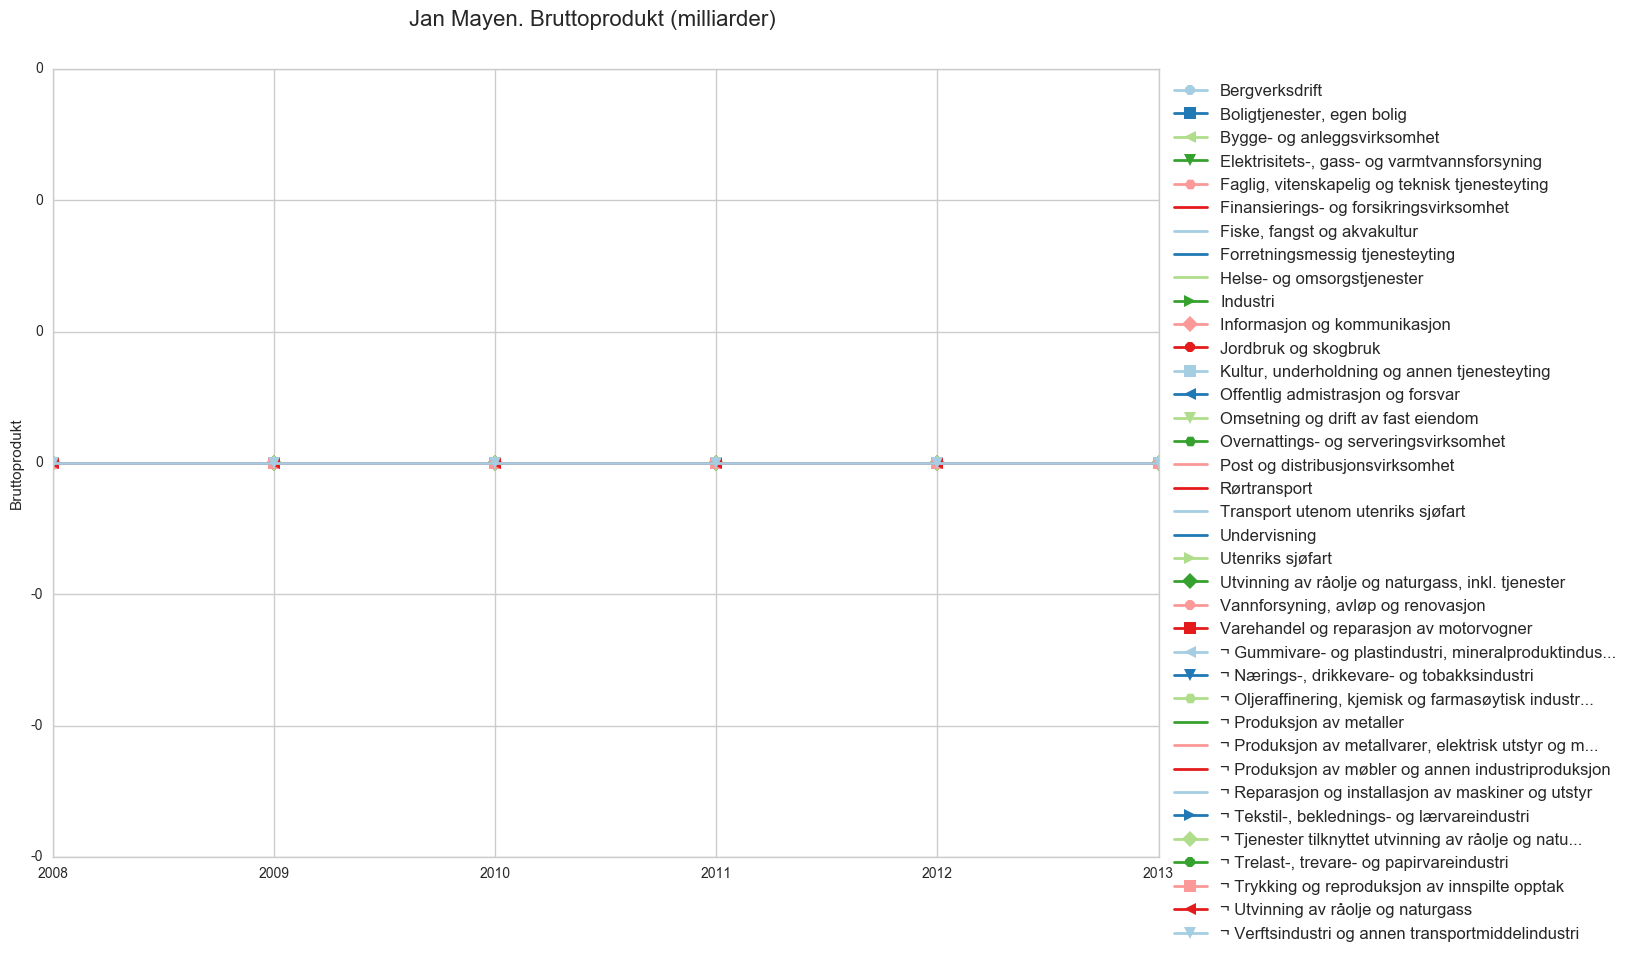 Jan Mayen. Bruttoprodukt (milliarder)
0
0
0
0
-0
-0
-0
Bruttoprodukt
2008 2009 2010 2011 2012 2013
Bergverksdrift
Boligtjenester, egen bolig
Bygge- og anleggsvirksomhet
Elektrisitets-, gass- og varmtvannsforsyning
Faglig, vitenskapelig og teknisk tjenesteyting
Finansierings- og forsikringsvirksomhet
Fiske, fangst og akvakultur
Forretningsmessig tjenesteyting
Helse- og omsorgstjenester
Industri
Informasjon og kommunikasjon
Jordbruk og skogbruk
Kultur, underholdning og annen tjenesteyting
Offentlig admistrasjon og forsvar
Omsetning og drift av fast eiendom
Overnattings- og serveringsvirksomhet
Post og distribusjonsvirksomhet
Rørtransport
Transport utenom utenriks sjøfart
Undervisning
Utenriks sjøfart
Utvinning av råolje og naturgass, inkl. tjenester
Vannforsyning, avløp og renovasjon
Varehandel og reparasjon av motorvogner
¬ Gummivare- og plastindustri, mineralproduktindus...
¬ Nærings-, drikkevare- og tobakksindustri
¬ Oljeraffinering, kjemisk og farmasøytisk industr...
¬ Produksjon av metaller
¬ Produksjon av metallvarer, elektrisk utstyr og m...
¬ Produksjon av møbler og annen industriproduksjon
¬ Reparasjon og installasjon av maskiner og utstyr
¬ Tekstil-, beklednings- og lærvareindustri
¬ Tjenester tilknyttet utvinning av råolje og natu...
¬ Trelast-, trevare- og papirvareindustri
¬ Trykking og reproduksjon av innspilte opptak
¬ Utvinning av råolje og naturgass
¬ Verftsindustri og annen transportmiddelindustri